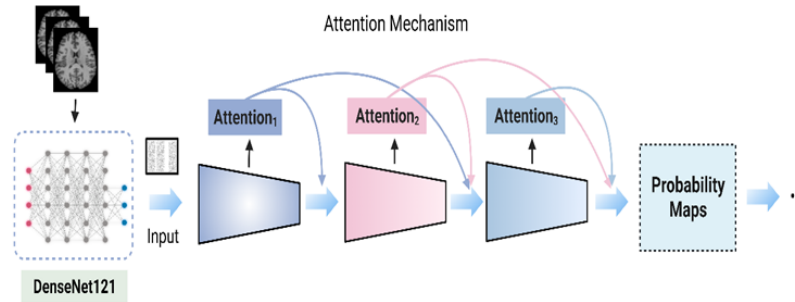 Attention Mechanism
Attention₁
Attention₂
Attention₃
Input
Probability
Maps
DenseNet121